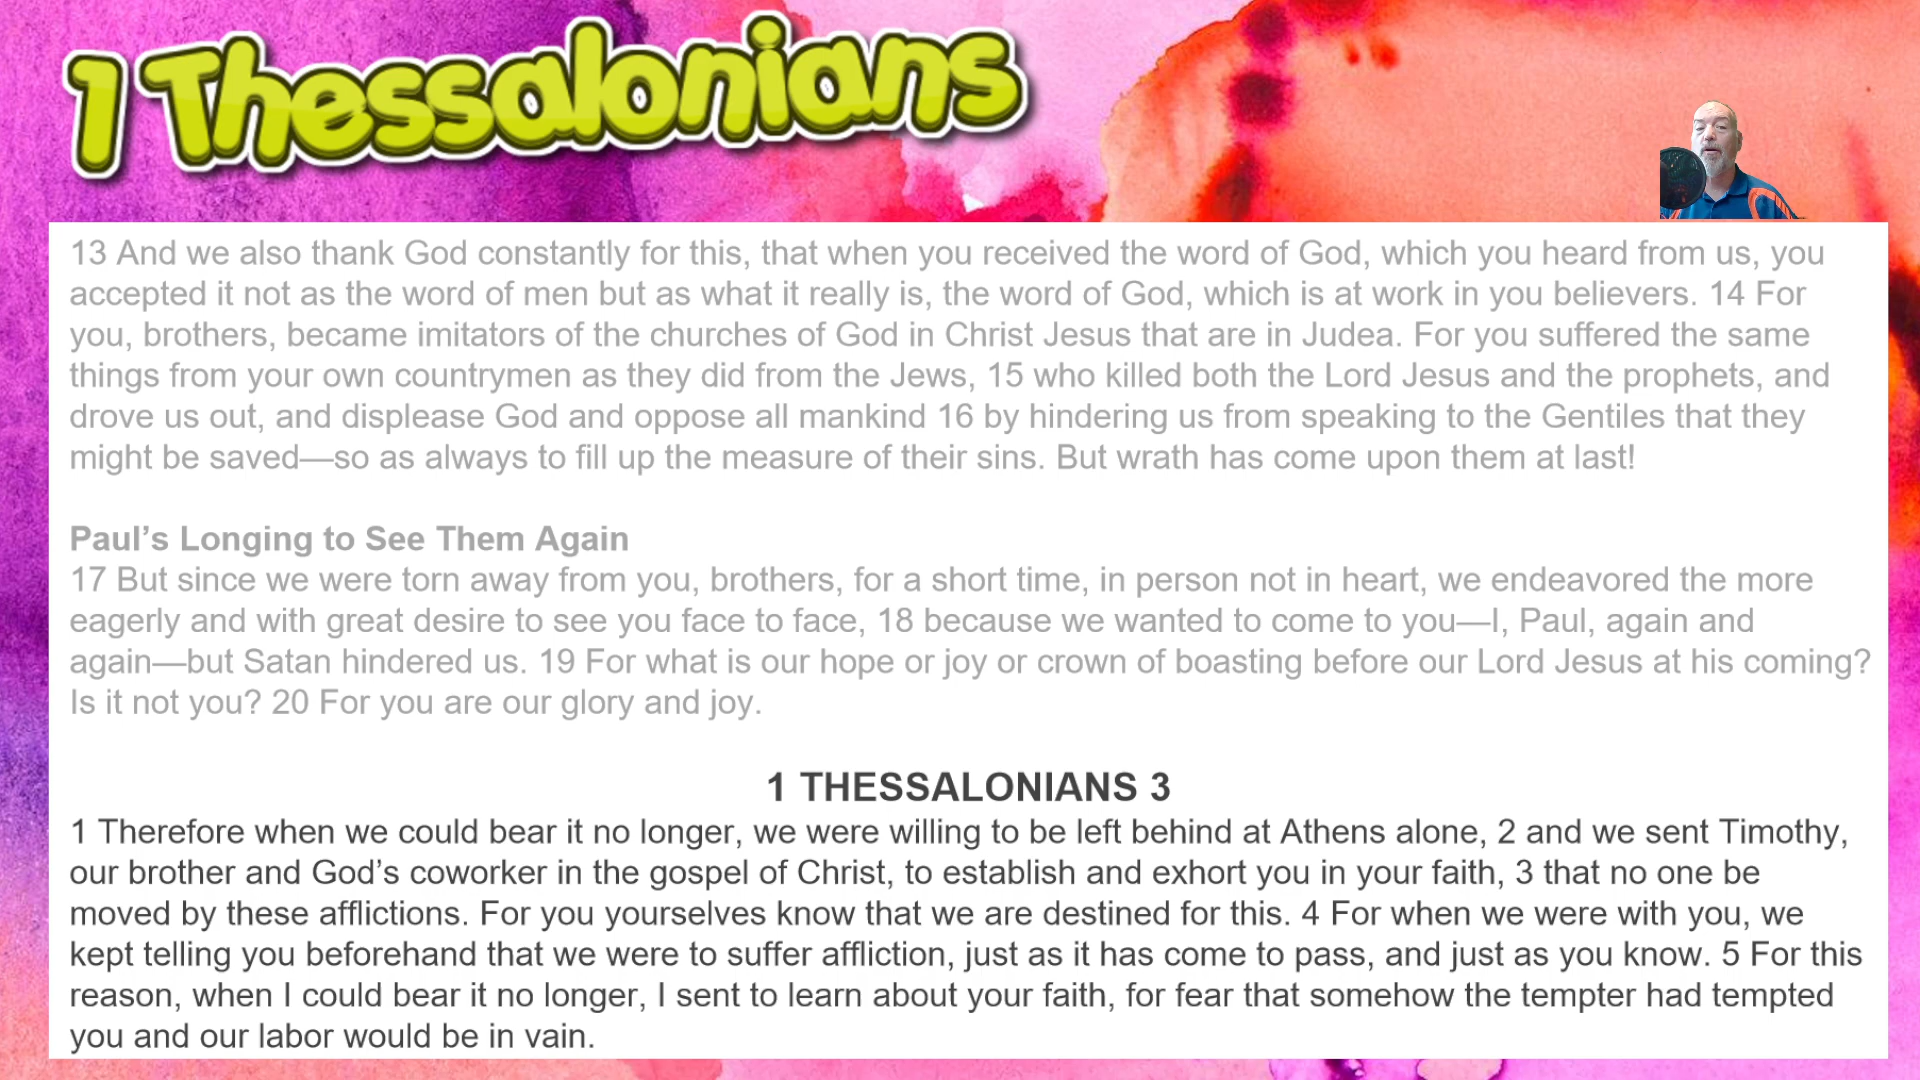 1 Thessalonians
13 And we also thank God constantly for this, that when you received the word of God, which you heard from us, you
accepted it not as the word of men but as what it really is, the word of God, which is at work in you believers. 14 For
you, brothers, became imitators of the churches of God in Christ Jesus that are in Judea. For you suffered the same
things from your own countrymen as they did from the Jews, 15 who killed both the Lord Jesus and the prophets, and
drove us out, and displease God and oppose all mankind 16 by hindering us from speaking to the Gentiles that they
might be saved—so as always to fill up the measure of their sins. But wrath has come upon them at last!
Paul’s Longing to See Them Again
17 But since we were torn away from you, brothers, for a short time, in person not in heart, we endeavored the more
eagerly and with great desire to see you face to face, 18 because we wanted to come to you—I, Paul, again and
again—but Satan hindered us. 19 For what is our hope or joy or crown of boasting before our Lord Jesus at his coming?
Is it not you? 20 For you are our glory and joy.
1 THESSALONIANS 3
1 Therefore when we could bear it no longer, we were willing to be left behind at Athens alone, 2 and we sent Timothy,
our brother and God’s coworker in the gospel of Christ, to establish and exhort you in your faith, 3 that no one be
moved by these afflictions. For you yourselves know that we are destined for this. 4 For when we were with you, we
kept telling you beforehand that we were to suffer affliction, just as it has come to pass, and just as you know. 5 For this
reason, when I could bear it no longer, I sent to learn about your faith, for fear that somehow the tempter had tempted
you and our labor would be in vain.